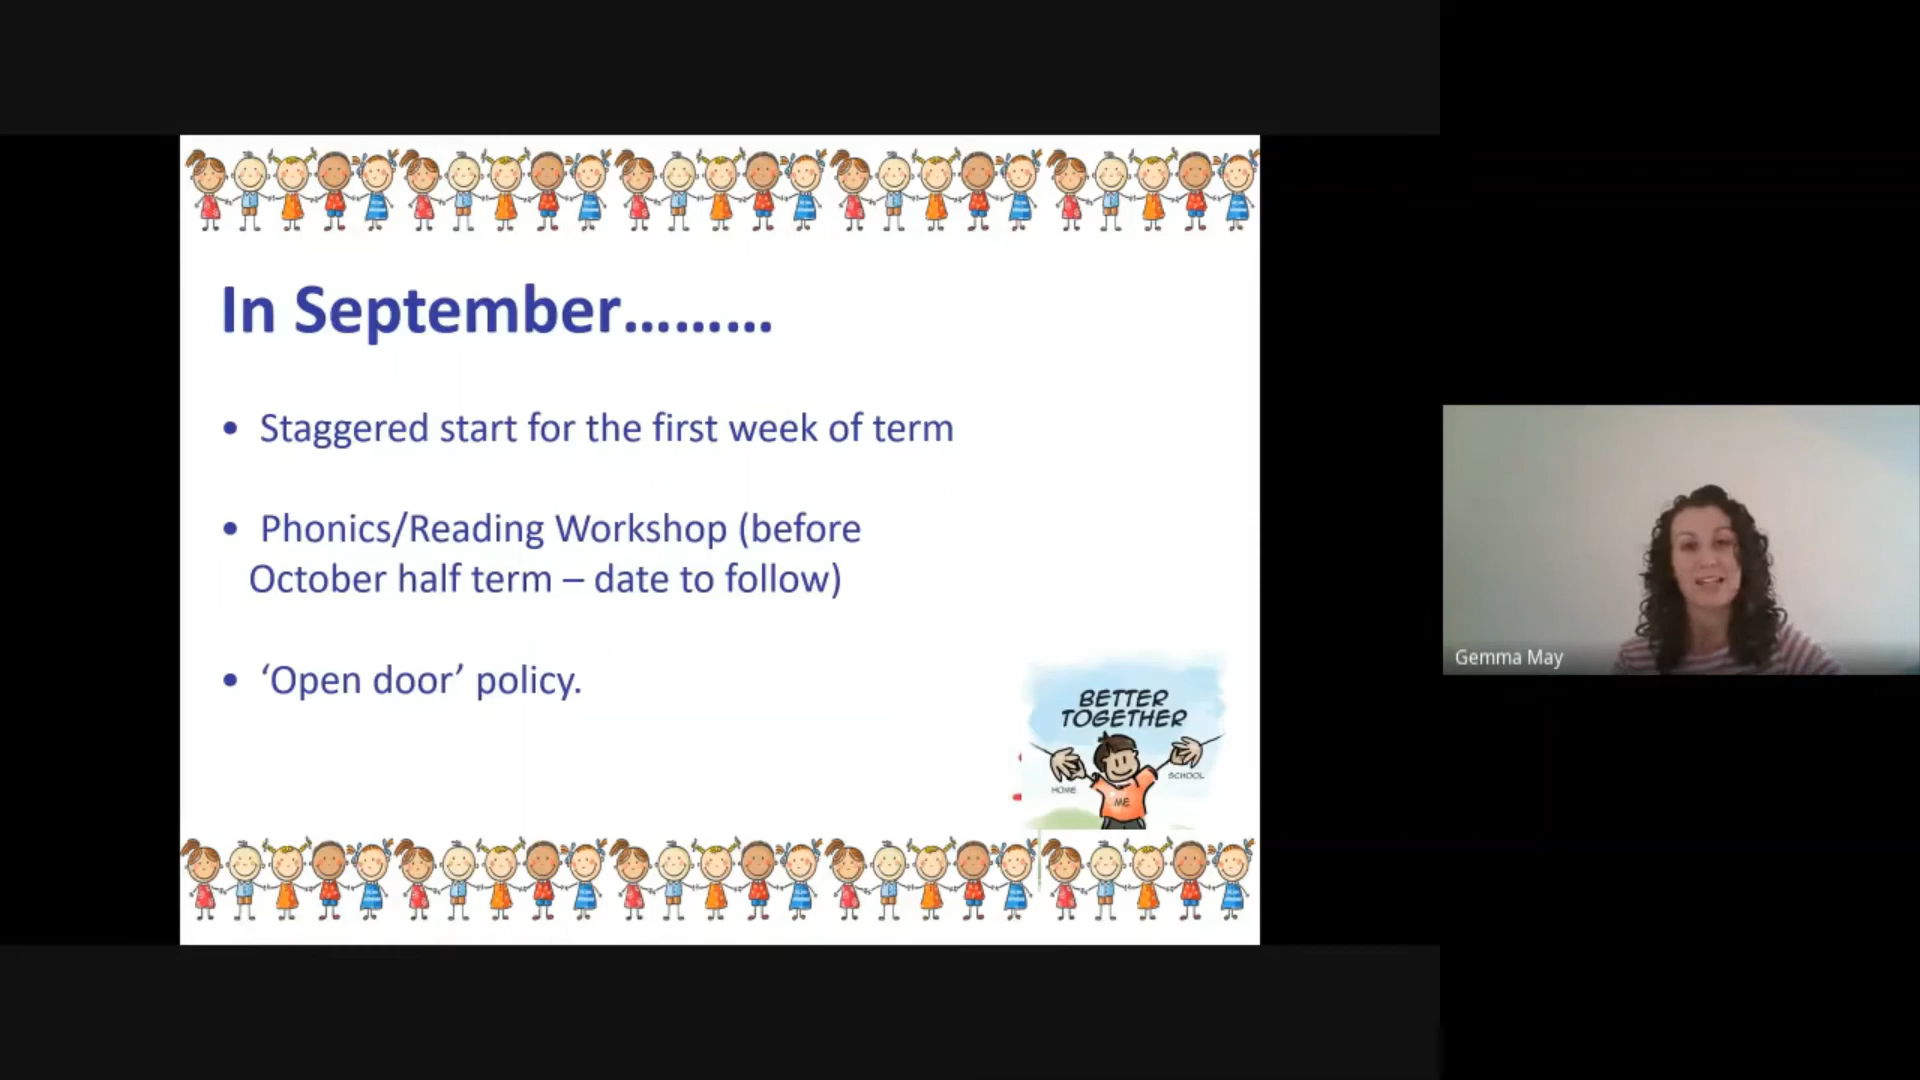 In September.........
• Staggered start for the first week of term
• Phonics/Reading Workshop (before
October half term – date to follow)
• ‘Open door’ policy.
BETTER
TOGETHER
HOME
SCHOOL
ME
Gemma May